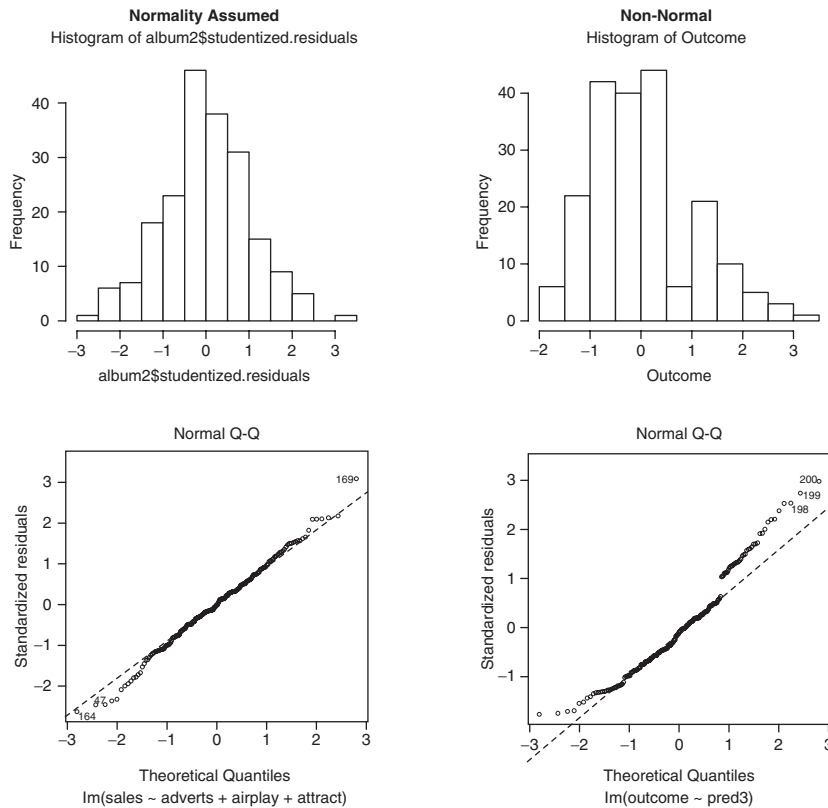 Normality Assumed
Histogram of album2$studentized.residuals
40
30
20
10
0
Frequency
−3 −2 −1 0 1 2 3
album2$studentized.residuals
Non-Normal
Histogram of Outcome
40
30
20
10
0
Frequency
−2 −1 0 1 2 3
Outcome
Normal Q-Q
3
2
1
0
−1
−2
Standardized residuals
169
47
164
−3 −2 −1 0 1 2 3
Theoretical Quantiles
lm(sales ~ adverts + airplay + attract)
Normal Q-Q
3
2
1
0
−1
Standardized residuals
200
199
198
−3 −2 −1 0 1 2 3
Theoretical Quantiles
lm(outcome ~ pred3)